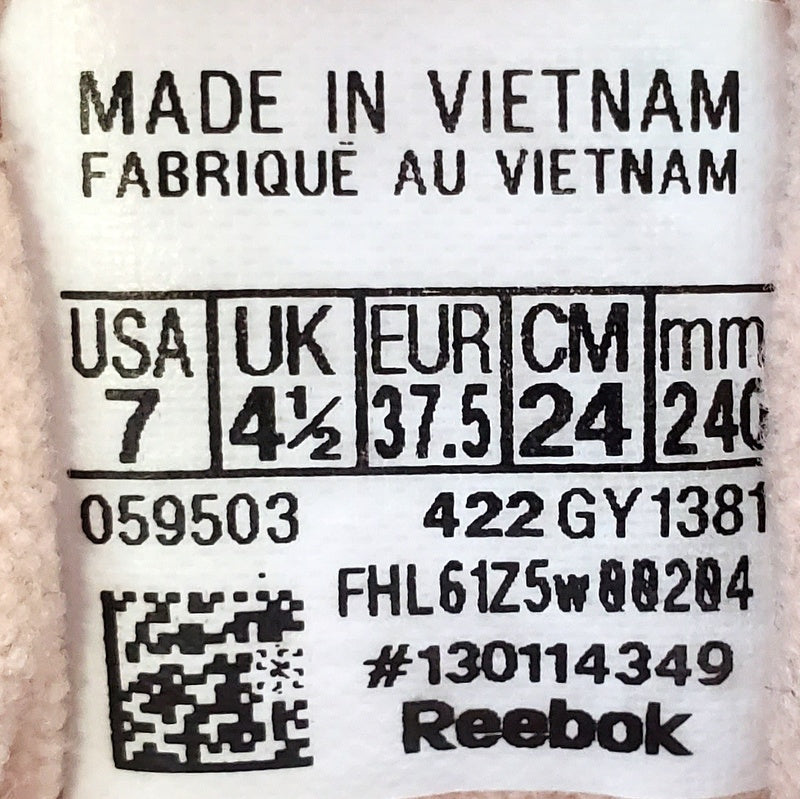 MADE IN VIETNAM
FABRIQUÉ AU VIETNAM
USA UK EUR CM mm
7 4½ 37.5 24 240
059503 422 GY1381
FHL61Z5w00204
#130114349
Reebok